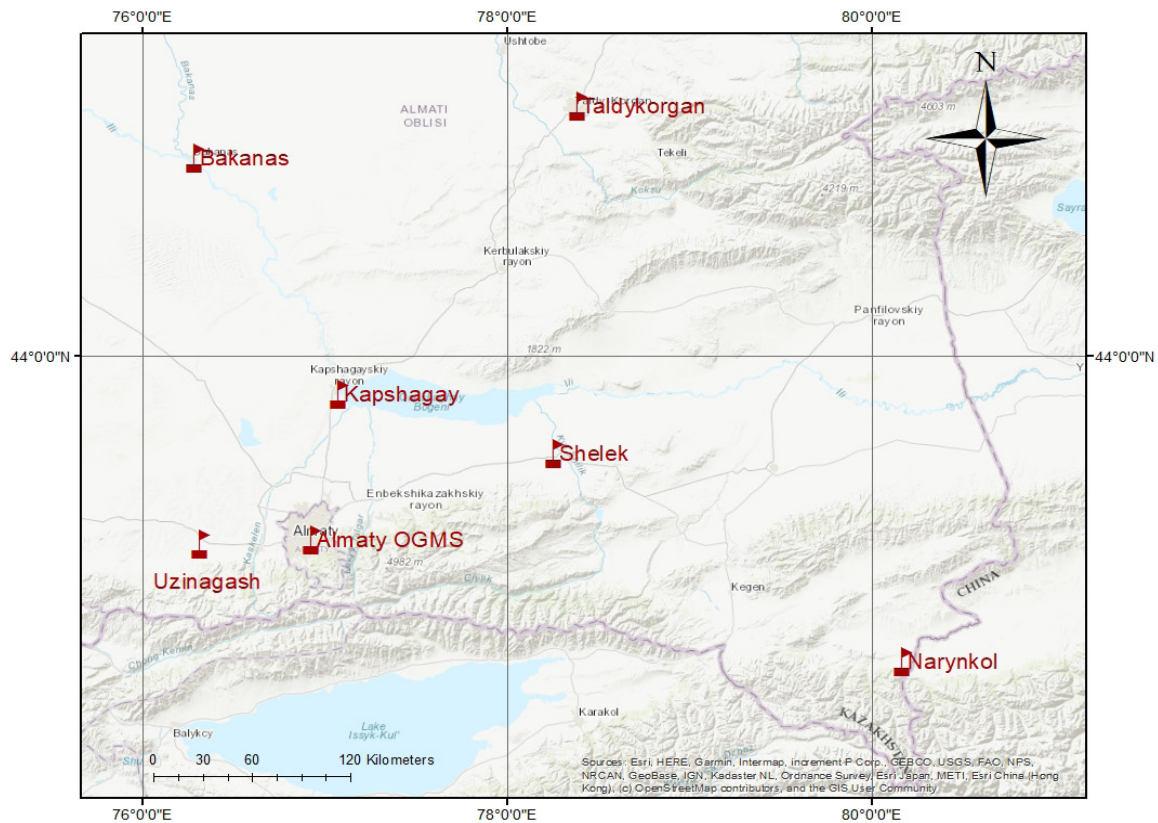 76°0'0"E
78°0'0"E
80°0'0"E
Ushtobe
N
Bakanas
ALMATI
OBLISI
Taldykorgan
4603 m
Ili
Bakanas
Tekeli
4219 m
Koksu
Sayra
Kerbulakskiy
rayon
Panfilovskiy
rayon
44°0'0"N
1822 m
44°0'0"N
Kapshagayskiy
rayon
Y
Kapshagay
Bogeni
Ili
Ili
Shelek
Enbekshikazakhskiy
rayon
Almaty
Almaty OGMS
Kaskelen
4982 m
Uzinagash
Chilik
Kegen
CHINA
Chong-Kemin
Narynkol
Karakol
KAZAKHSTAN
Lake
Issyk-Kul'
Balykcy
Shu
0 30 60 120 Kilometers
Sources: Esri, HERE, Garmin, Intermap, increment P Corp., GEBCO, USGS, FAO, NPS,
NRCAN, GeoBase, IGN, Kadaster NL, Ordnance Survey, Esri Japan, METI, Esri China (Hong
Kong), (c) OpenStreetMap contributors, and the GIS User Community
76°0'0"E
78°0'0"E
80°0'0"E